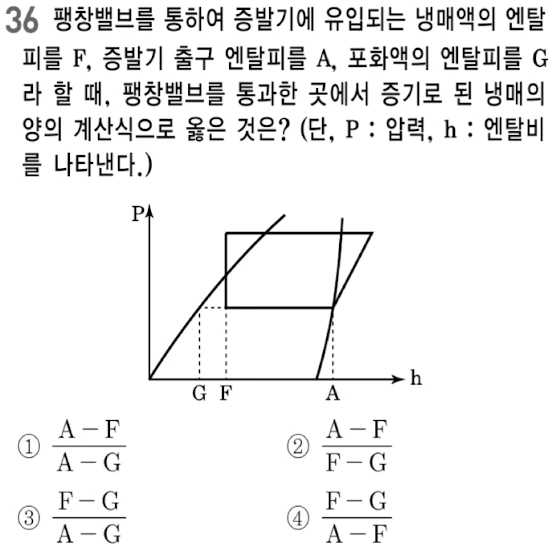 36 팽창밸브를 통하여 증발기에 유입되는 냉매액의 엔탈
피를 F, 증발기 출구 엔탈피를 A, 포화액의 엔탈피를 G
라 할 때, 팽창밸브를 통과한 곳에서 증기로 된 냉매의
양의 계산식으로 옳은 것은? (단, P : 압력, h : 엔탈비
를 나타낸다.)
P
h
G F A
① A-F / A-G ② A-F / F-G
③ F-G / A-G ④ F-G / A-F